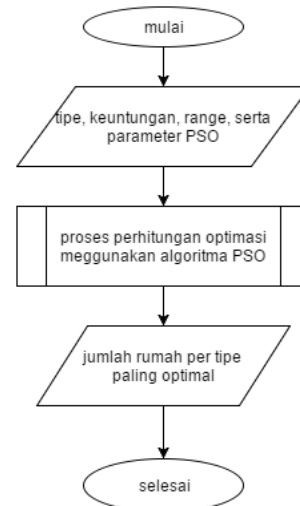 mulai
tipe, keuntungan, range, serta
parameter PSO
proses perhitungan optimasi
meggunakan algoritma PSO
jumlah rumah per tipe
paling optimal
selesai